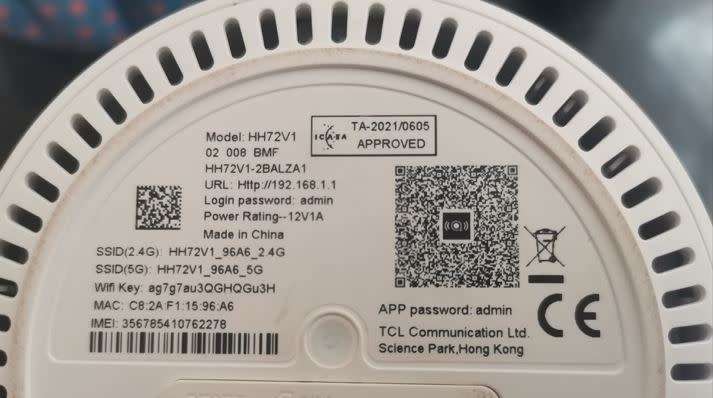 Model: HH72V1
02 008 BMF
HH72V1-2BALZA1
URL: Http://192.168.1.1
Login password: admin
Power Rating⎓12V1A
Made in China
ICASA
TA-2021/0605
APPROVED
SSID(2.4G): HH72V1_96A6_2.4G
SSID(5G): HH72V1_96A6_5G
Wifi Key: ag7g7au3QGHQGu3H
MAC: C8:2A:F1:15:96:A6
IMEI: 356785410762278
APP password: admin
TCL Communication Ltd.
Science Park,Hong Kong
CE